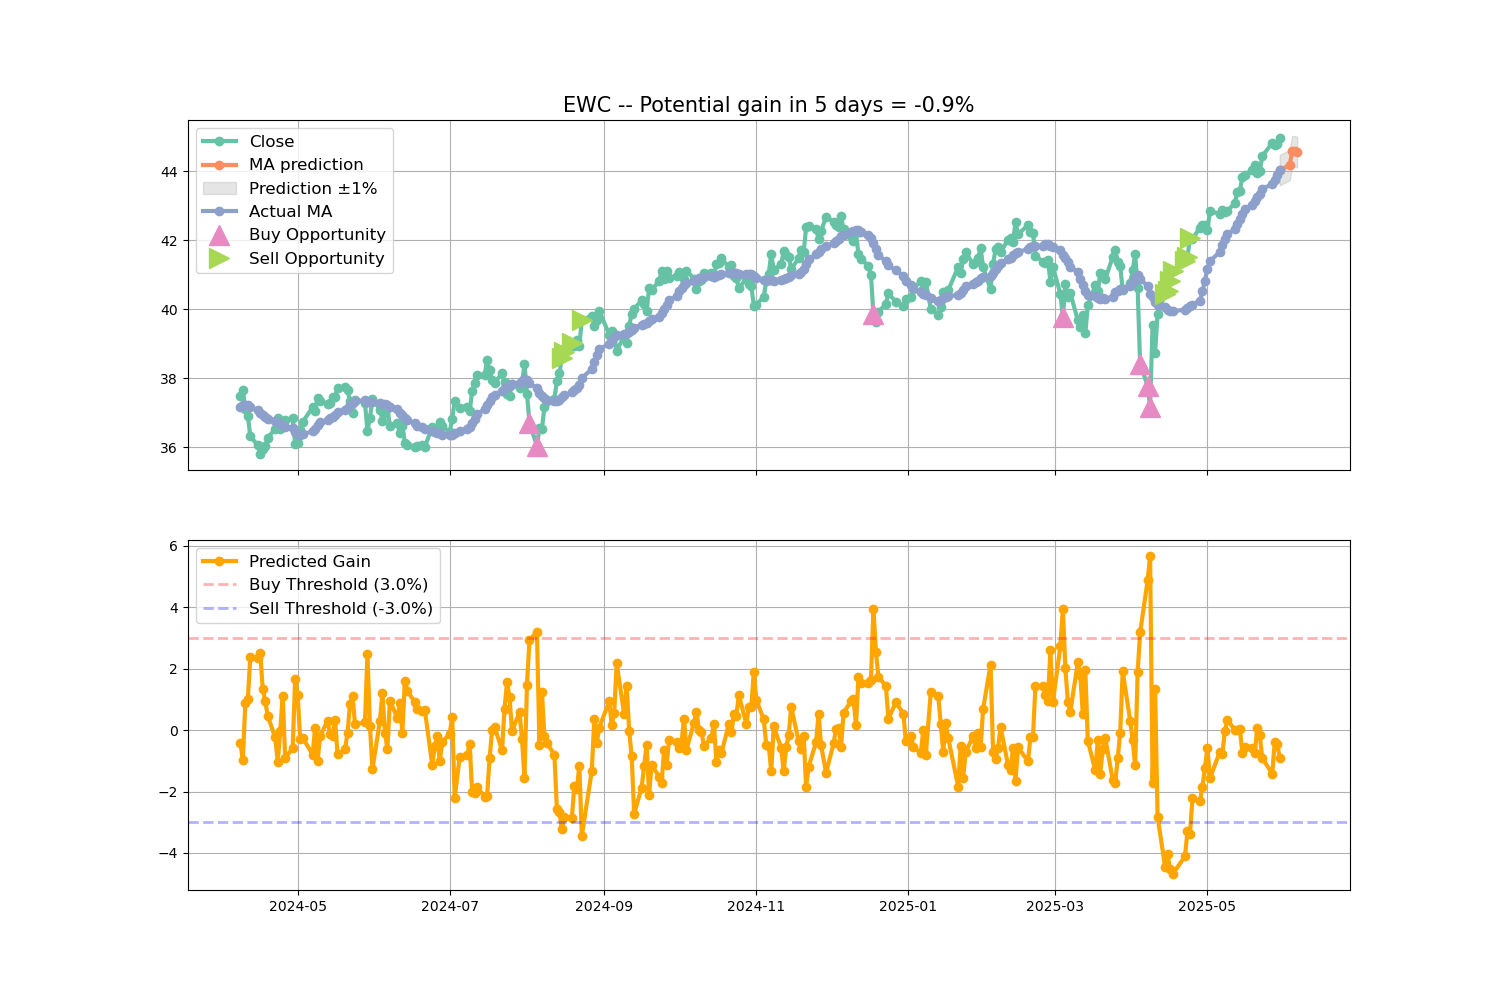 EWC -- Potential gain in 5 days = -0.9%
Close
MA prediction
Prediction ±1%
Actual MA
Buy Opportunity
Sell Opportunity
44
42
40
38
36
Predicted Gain
Buy Threshold (3.0%)
Sell Threshold (-3.0%)
6
4
2
0
−2
−4
2024-05 2024-07 2024-09 2024-11 2025-01 2025-03 2025-05